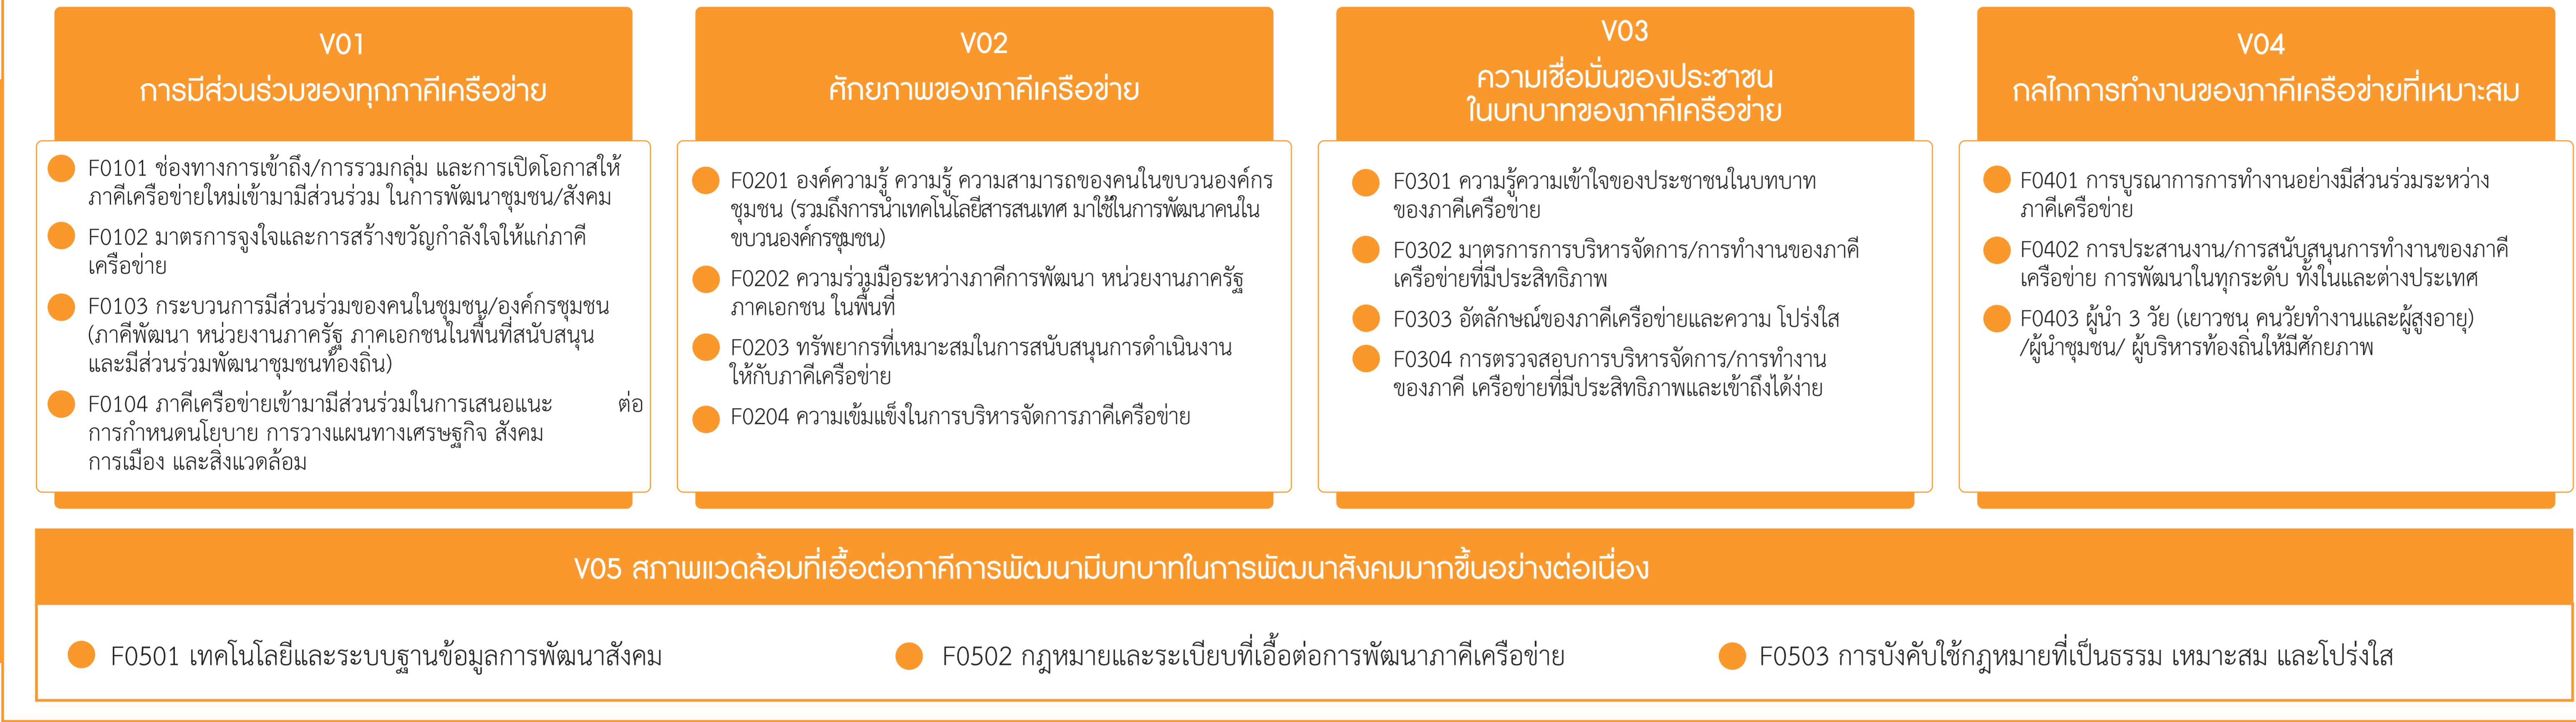 V01
การมีส่วนร่วมของทุกภาคีเครือข่าย
F0101 ช่องทางการเข้าถึง/การรวมกลุ่ม และการเปิดโอกาสให้
ภาคีเครือข่ายใหม่เข้ามามีส่วนร่วม ในการพัฒนาชุมชน/สังคม
F0102 มาตรการจูงใจและการสร้างขวัญกำลังใจให้แก่ภาคี
เครือข่าย
F0103 กระบวนการมีส่วนร่วมของคนในชุมชน/องค์กรชุมชน
(ภาคีพัฒนา หน่วยงานภาครัฐ ภาคเอกชนในพื้นที่สนับสนุน
และมีส่วนร่วมพัฒนาชุมชนท้องถิ่น)
F0104 ภาคีเครือข่ายเข้ามามีส่วนร่วมในการเสนอแนะ ต่อ
การกำหนดนโยบาย การวางแผนทางเศรษฐกิจ สังคม
การเมือง และสิ่งแวดล้อม
V02
ศักยภาพของภาคีเครือข่าย
F0201 องค์ความรู้ ความรู้ ความสามารถของคนในขบวนองค์กร
ชุมชน (รวมถึงการนำเทคโนโลยีสารสนเทศ มาใช้ในการพัฒนาคนใน
ขบวนองค์กรชุมชน)
F0202 ความร่วมมือระหว่างภาคีการพัฒนา หน่วยงานภาครัฐ
ภาคเอกชน ในพื้นที่
F0203 ทรัพยากรที่เหมาะสมในการสนับสนุนการดำเนินงาน
ให้กับภาคีเครือข่าย
F0204 ความเข้มแข็งในการบริหารจัดการภาคีเครือข่าย
V03
ความเชื่อมั่นของประชาชน
ในบทบาทของภาคีเครือข่าย
F0301 ความรู้ความเข้าใจของประชาชนในบทบาท
ของภาคีเครือข่าย
F0302 มาตรการการบริหารจัดการ/การทำงานของภาคี
เครือข่ายที่มีประสิทธิภาพ
F0303 อัตลักษณ์ของภาคีเครือข่ายและความ โปร่งใส
F0304 การตรวจสอบการบริหารจัดการ/การทำงาน
ของภาคี เครือข่ายที่มีประสิทธิภาพและเข้าถึงได้ง่าย
V04
กลไกการทำงานของภาคีเครือข่ายที่เหมาะสม
F0401 การบูรณาการการทำงานอย่างมีส่วนร่วมระหว่าง
ภาคีเครือข่าย
F0402 การประสานงาน/การสนับสนุนการทำงานของภาคี
เครือข่าย การพัฒนาในทุกระดับ ทั้งในและต่างประเทศ
F0403 ผู้นำ 3 วัย (เยาวชน คนวัยทำงานและผู้สูงอายุ)
/ผู้นำชุมชน/ ผู้บริหารท้องถิ่นให้มีศักยภาพ
V05 สภาพแวดล้อมที่เอื้อต่อภาคีการพัฒนามีบทบาทในการพัฒนาสังคมมากขึ้นอย่างต่อเนื่อง
F0501 เทคโนโลยีและระบบฐานข้อมูลการพัฒนาสังคม
F0502 กฎหมายและระเบียบที่เอื้อต่อการพัฒนาภาคีเครือข่าย
F0503 การบังคับใช้กฎหมายที่เป็นธรรม เหมาะสม และโปร่งใส